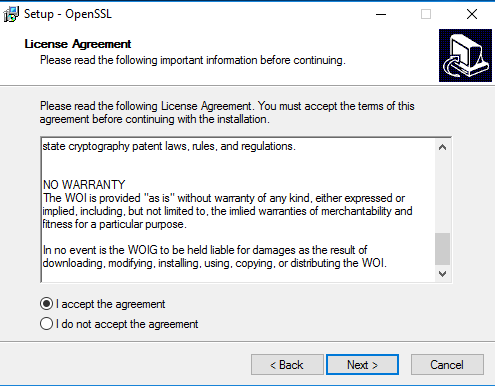 Setup - OpenSSL
License Agreement
Please read the following important information before continuing.
Please read the following License Agreement. You must accept the terms of this
agreement before continuing with the installation.
state cryptography patent laws, rules, and regulations.
NO WARRANTY
The WOI is provided "as is" without warranty of any kind, either expressed or
implied, including, but not limited to, the imlied warranties of merchantability and
fitness for a particular purpose.
In no event is the WOIG to be held liable for damages as the result of
downloading, modifying, installing, using, copying, or distributing the WOI.
I accept the agreement
I do not accept the agreement
< Back
Next >
Cancel